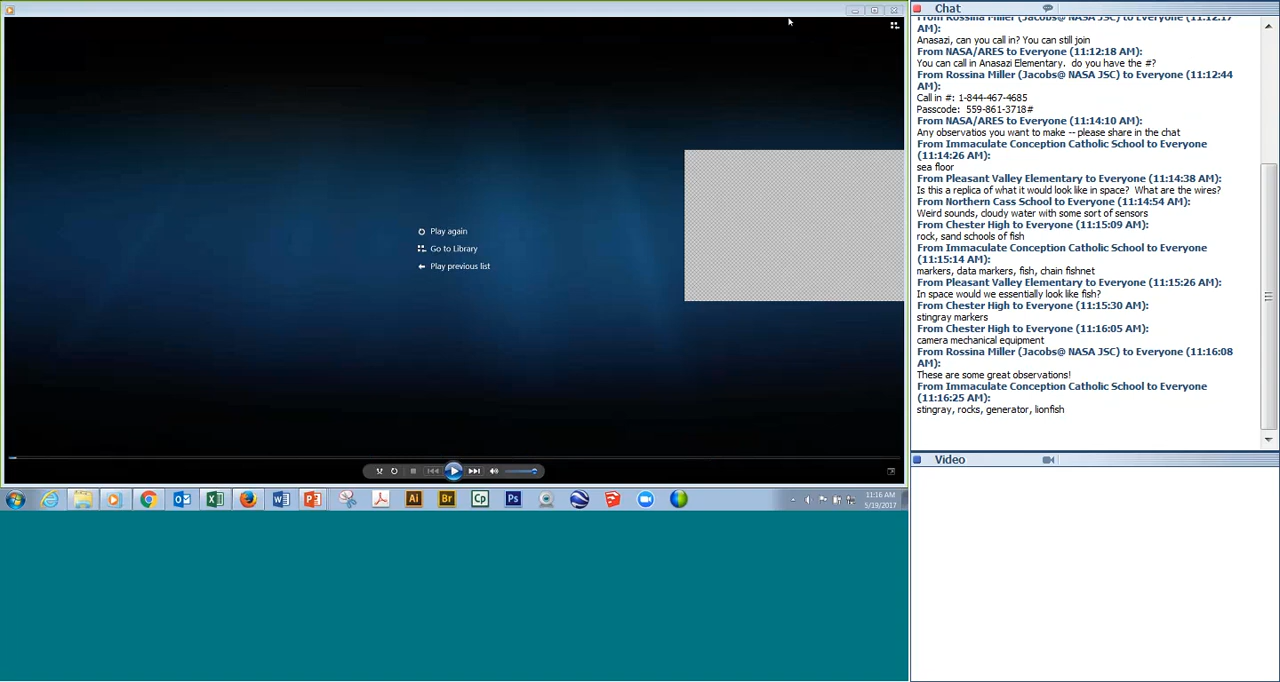 Play again
Go to Library
Play previous list
Ai
Br
Cp
Ps
11:16 AM
5/19/2017
Chat
From Rossina Miller (Jacobs@ NASA JSC) to Everyone (11:12:17
AM):
Anasazi, can you call in? You can still join
From NASA/ARES to Everyone (11:12:18 AM):
You can call in Anasazi Elementary.  do you have the #?
From Rossina Miller (Jacobs@ NASA JSC) to Everyone (11:12:44
AM):
Call in #: 1-844-467-4685
Passcode:  559-861-3718#
From NASA/ARES to Everyone (11:14:10 AM):
Any observatios you want to make -- please share in the chat
From Immaculate Conception Catholic School to Everyone
(11:14:26 AM):
sea floor
From Pleasant Valley Elementary to Everyone (11:14:38 AM):
Is this a replica of what it would look like in space?  What are the wires?
From Northern Cass School to Everyone (11:14:54 AM):
Weird sounds, cloudy water with some sort of sensors
From Chester High to Everyone (11:15:09 AM):
rock, sand schools of fish
From Immaculate Conception Catholic School to Everyone
(11:15:14 AM):
markers, data markers, fish, chain fishnet
From Pleasant Valley Elementary to Everyone (11:15:26 AM):
In space would we essentially look like fish?
From Chester High to Everyone (11:15:30 AM):
stingray markers
From Chester High to Everyone (11:16:05 AM):
camera mechanical equipment
From Rossina Miller (Jacobs@ NASA JSC) to Everyone (11:16:08
AM):
These are some great observations!
From Immaculate Conception Catholic School to Everyone
(11:16:25 AM):
stingray, rocks, generator, lionfish
Video